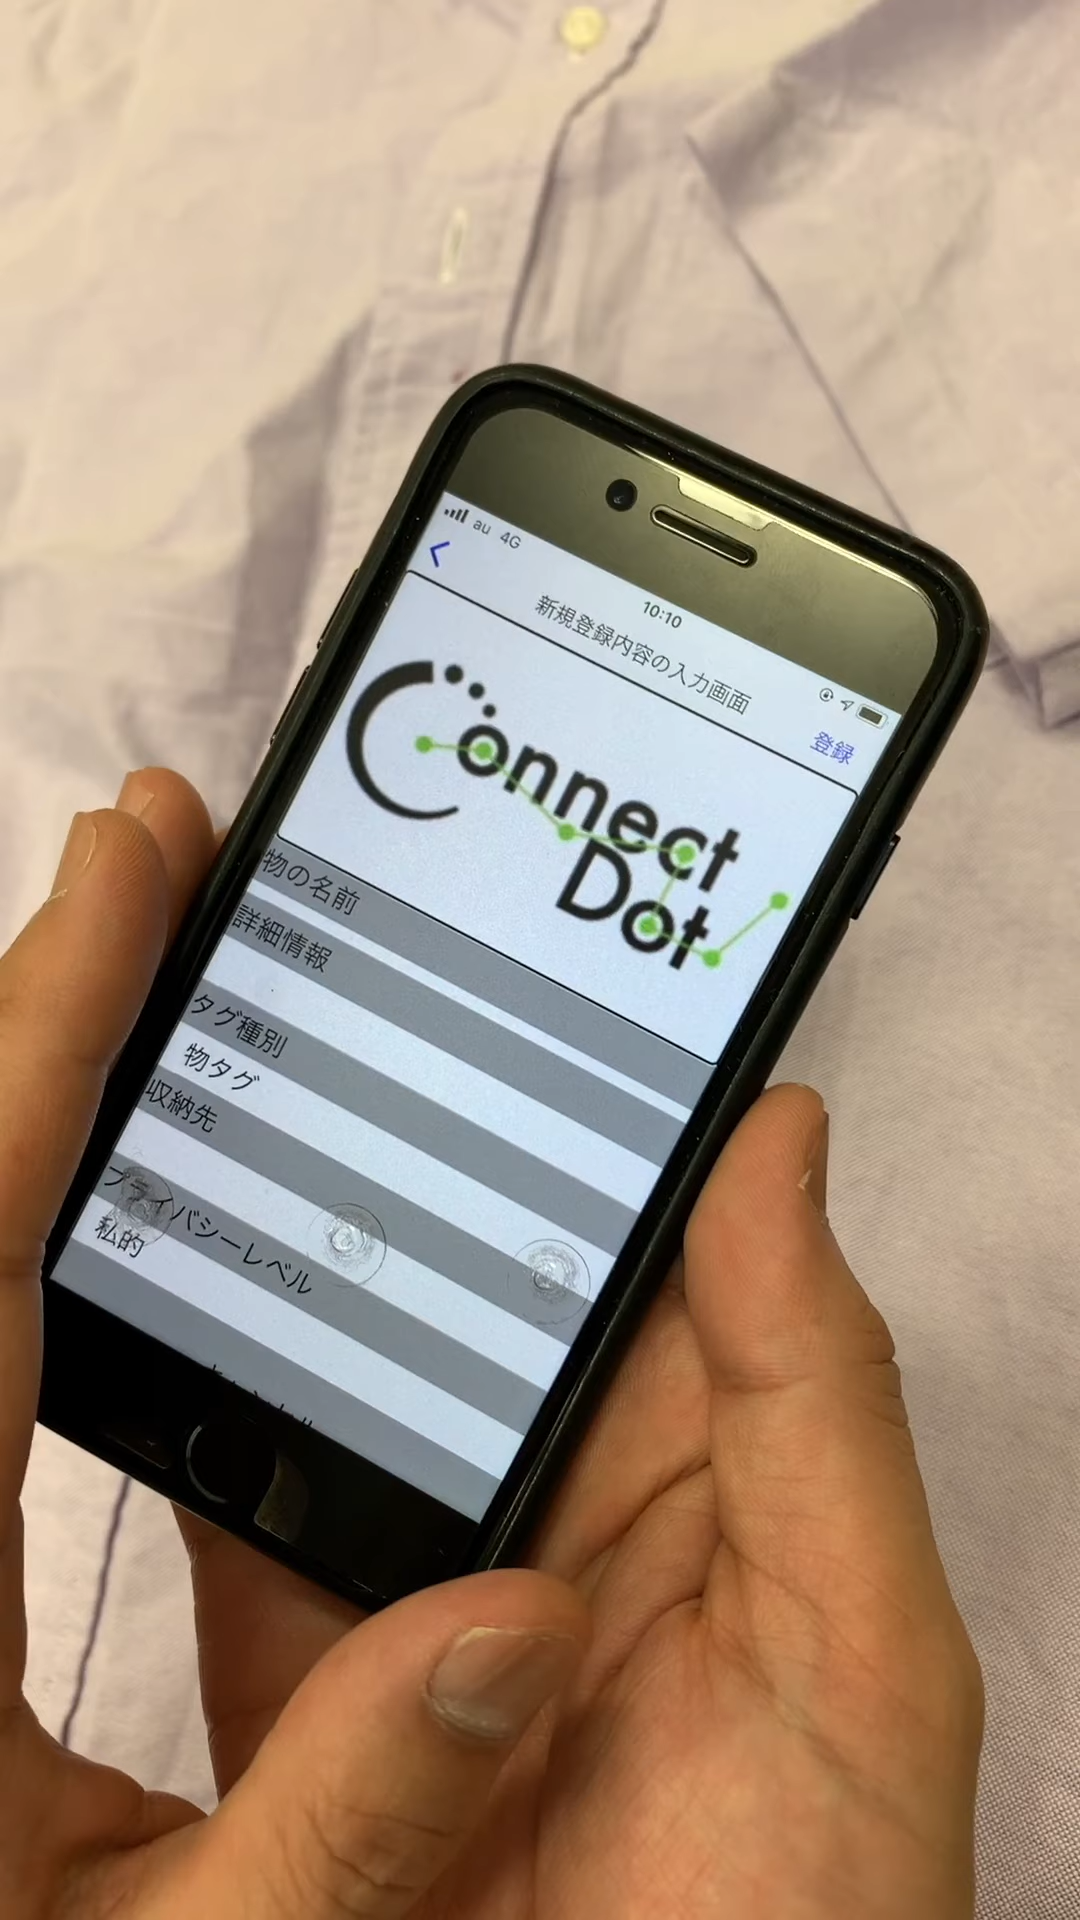 au 4G
10:10
新規登録内容の入力画面
登録
Connect
Dot
物の名前
詳細情報
タグ種別
物タグ
収納先
プライバシーレベル
私的